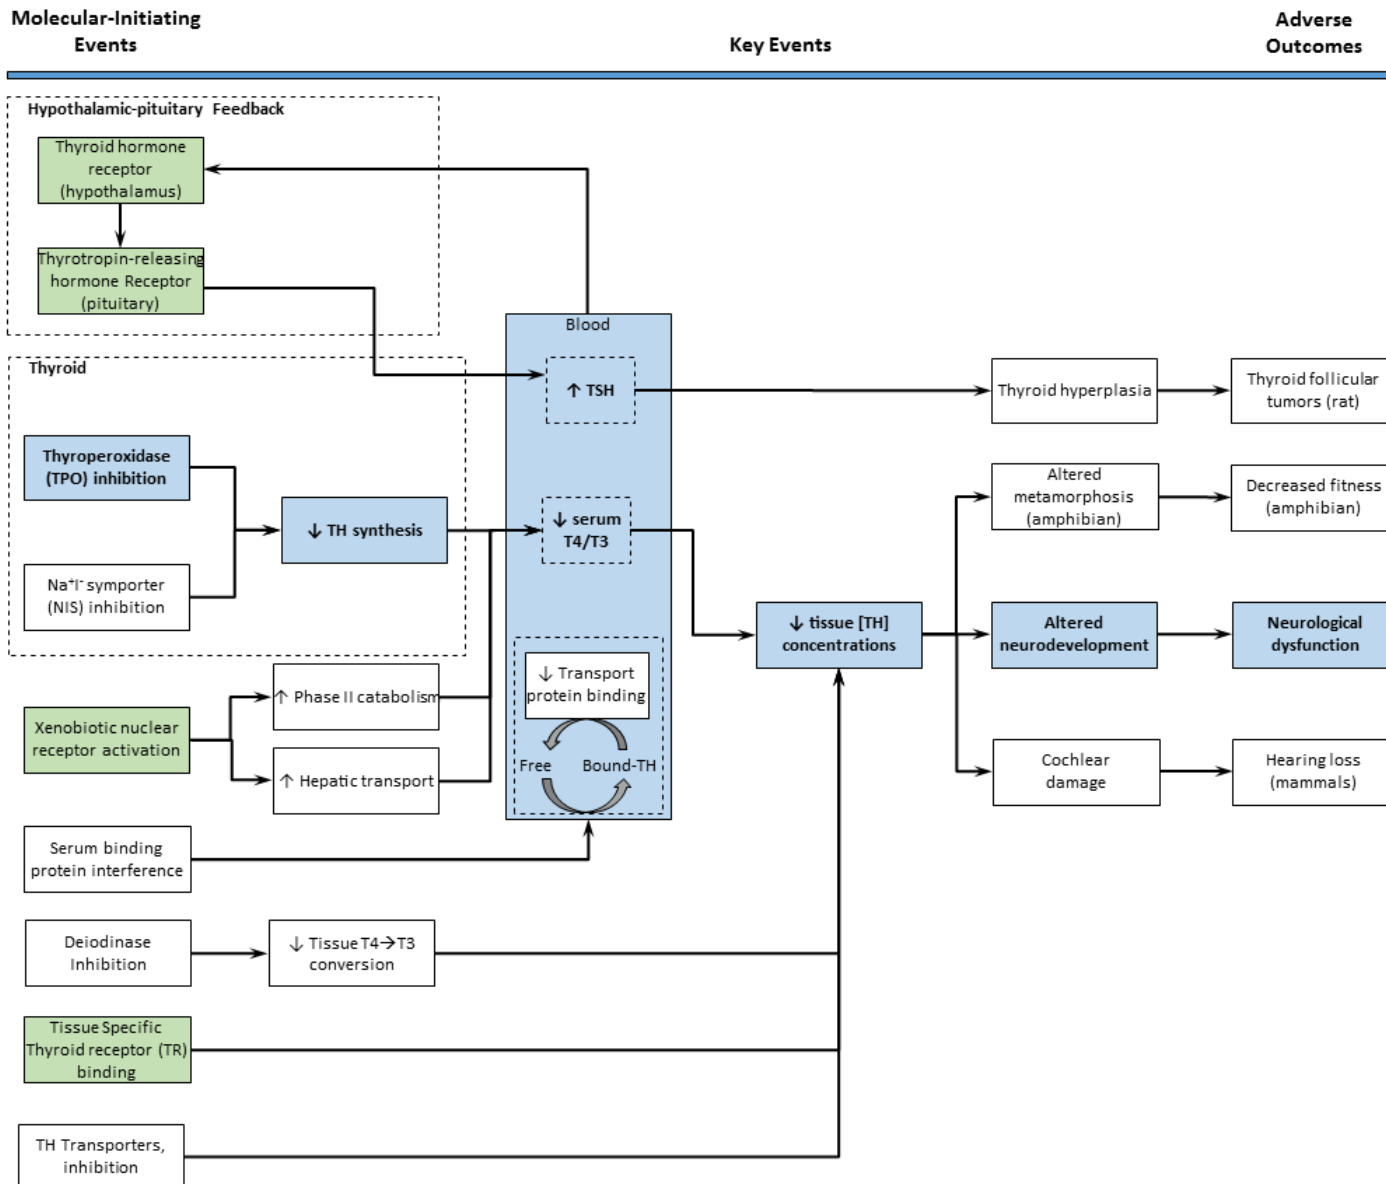 Molecular-Initiating
Events
Key Events
Adverse
Outcomes
Hypothalamic-pituitary Feedback
Thyroid hormone
receptor
(hypothalamus)
Thyrotropin-releasing
hormone Receptor
(pituitary)
Blood
Thyroid
↑ TSH
Thyroid hyperplasia
Thyroid follicular
tumors (rat)
Thyroperoxidase
(TPO) inhibition
↓ TH synthesis
↓ serum
T4/T3
Altered
metamorphosis
(amphibian)
Decreased fitness
(amphibian)
Na⁺I⁻ symporter
(NIS) inhibition
↓ tissue [TH]
concentrations
Altered
neurodevelopment
Neurological
dysfunction
↓ Transport
protein binding
Free
Bound-TH
Xenobiotic nuclear
receptor activation
↑ Phase II catabolism
↑ Hepatic transport
Cochlear
damage
Hearing loss
(mammals)
Serum binding
protein interference
Deiodinase
Inhibition
↓ Tissue T4→T3
conversion
Tissue Specific
Thyroid receptor (TR)
binding
TH Transporters,
inhibition